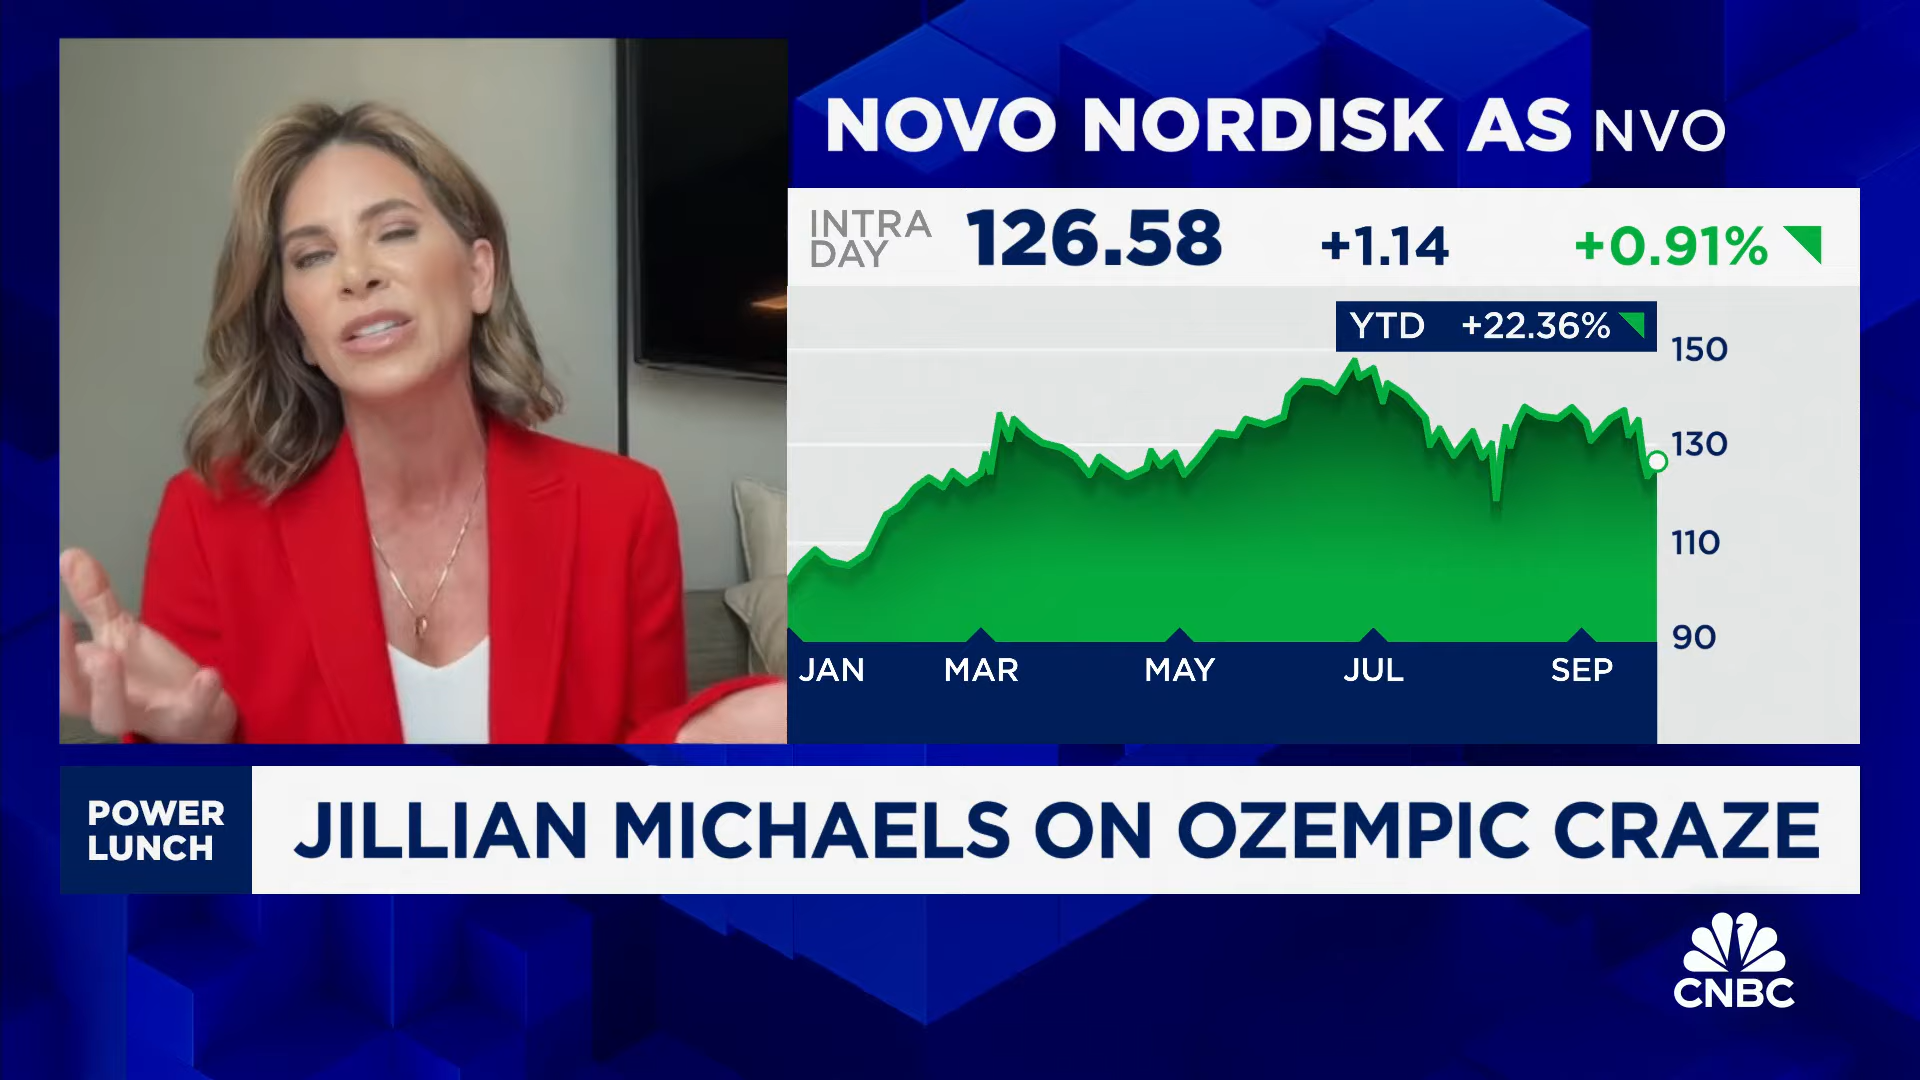 NOVO NORDISK AS NVO
INTRA
DAY
126.58
+1.14
+0.91%
YTD +22.36%
150
130
110
90
JAN MAR MAY JUL SEP
POWER
LUNCH
JILLIAN MICHAELS ON OZEMPIC CRAZE
CNBC